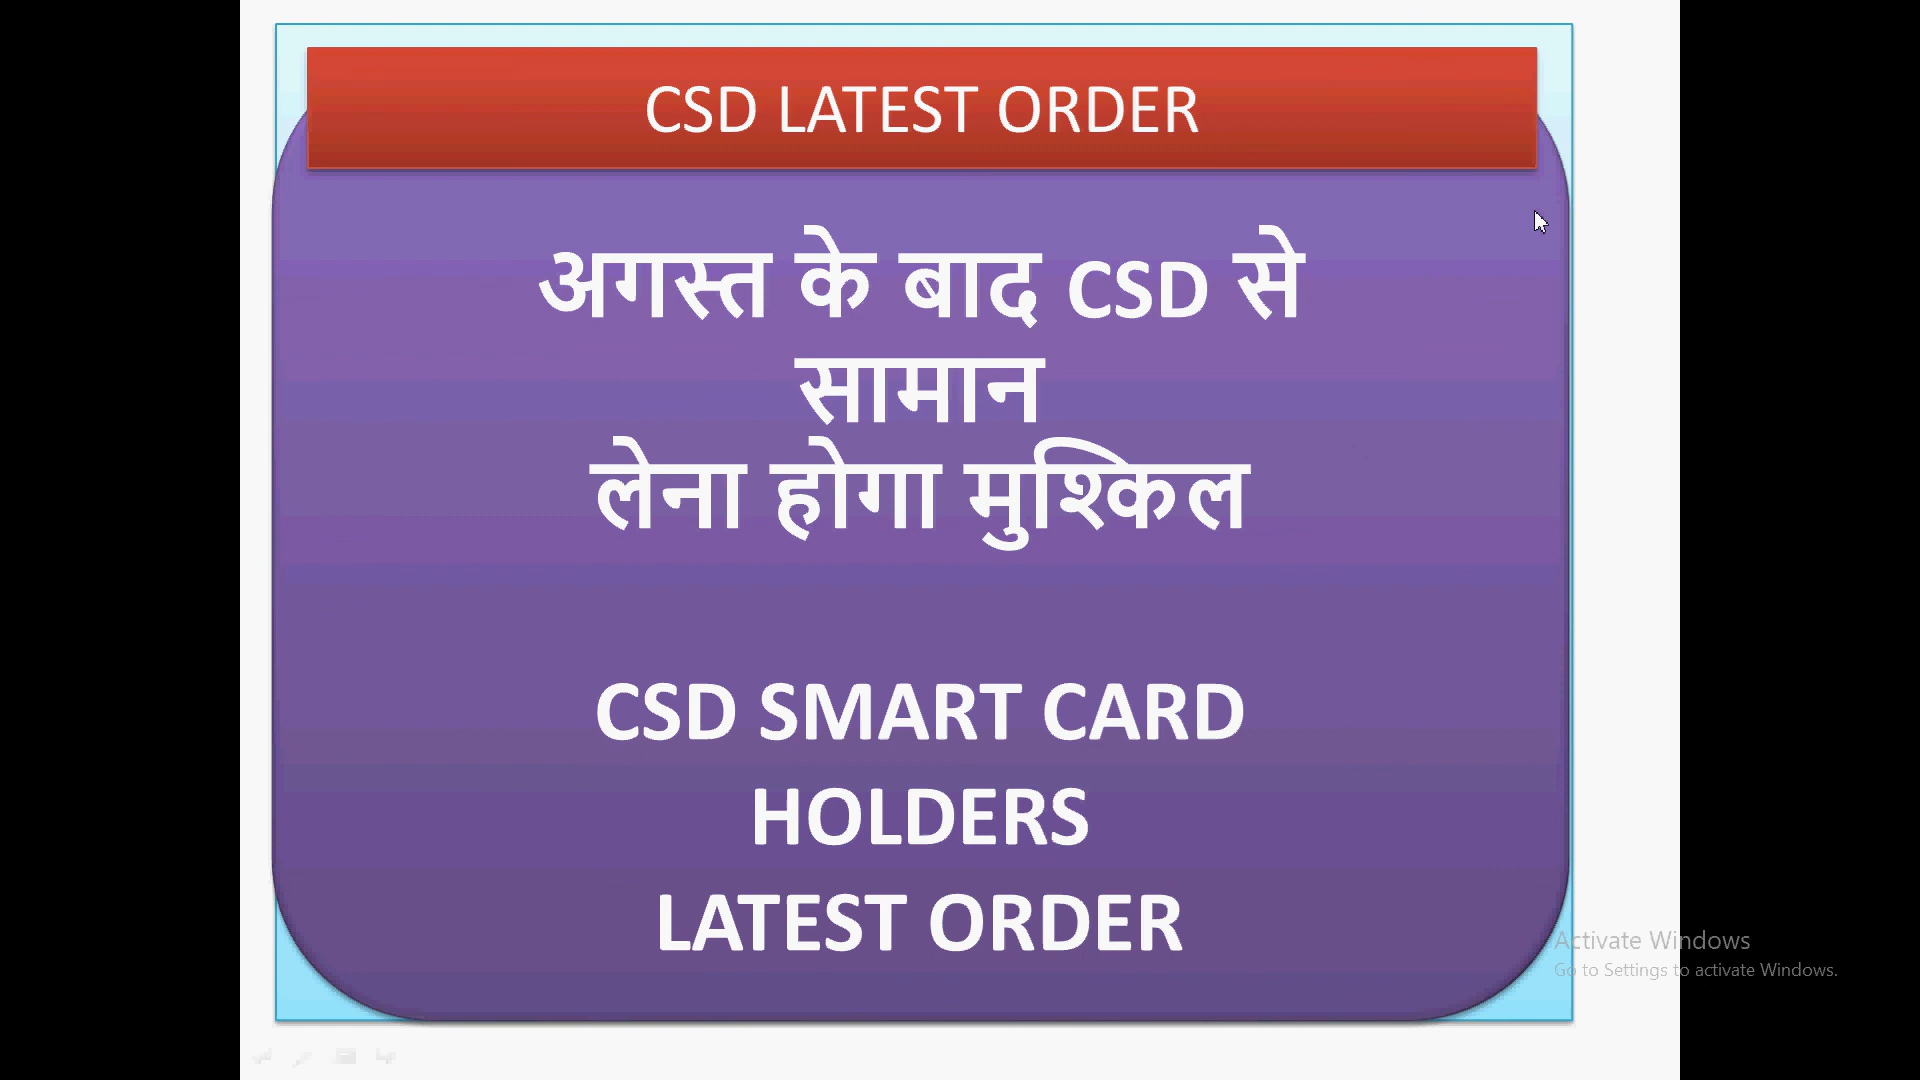 CSD LATEST ORDER
अगस्त के बाद CSD से
सामान
लेना होगा मुश्किल
CSD SMART CARD
HOLDERS
LATEST ORDER
Activate Windows
Go to Settings to activate Windows.